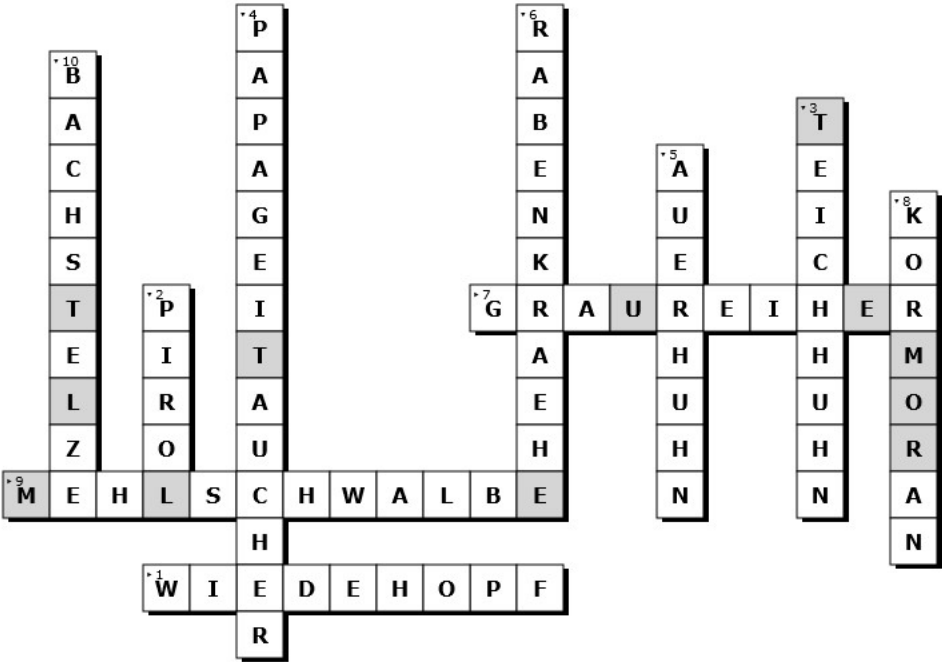 4 PAPAGEITAUCHER
6 RABENKRAEHE
10 BACHSTELZE
3 TEICHHUHN
5 AUERHUHN
8 KORMORAN
2 PIROL
7 GRAUREIHER
9 MEHLSCHWALBE
1 WIEDEHOPF